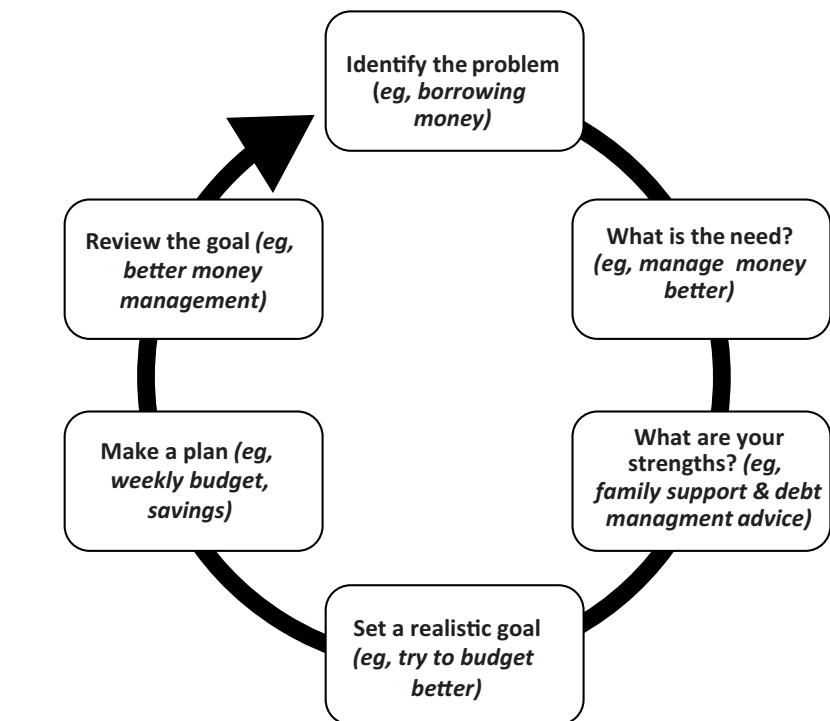 Identify the problem
(eg, borrowing
money)
What is the need?
(eg, manage money
better)
What are your
strengths? (eg,
family support & debt
managment advice)
Set a realistic goal
(eg, try to budget
better)
Make a plan (eg,
weekly budget,
savings)
Review the goal (eg,
better money
management)